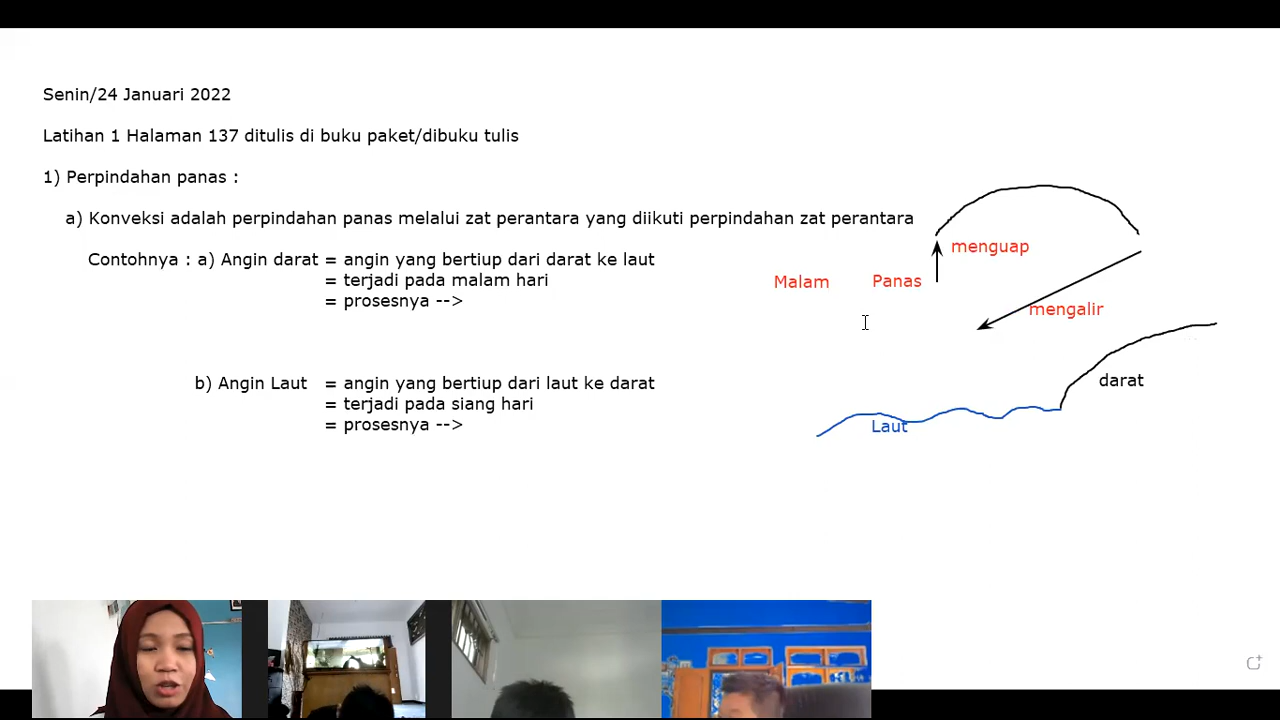 Senin/24 Januari 2022
Latihan 1 Halaman 137 ditulis di buku paket/dibuku tulis
1) Perpindahan panas :
a) Konveksi adalah perpindahan panas melalui zat perantara yang diikuti perpindahan zat perantara
Contohnya : a) Angin darat = angin yang bertiup dari darat ke laut
= terjadi pada malam hari
= prosesnya -->
menguap
Malam Panas
mengalir
b) Angin Laut = angin yang bertiup dari laut ke darat
= terjadi pada siang hari
= prosesnya -->
darat
Laut